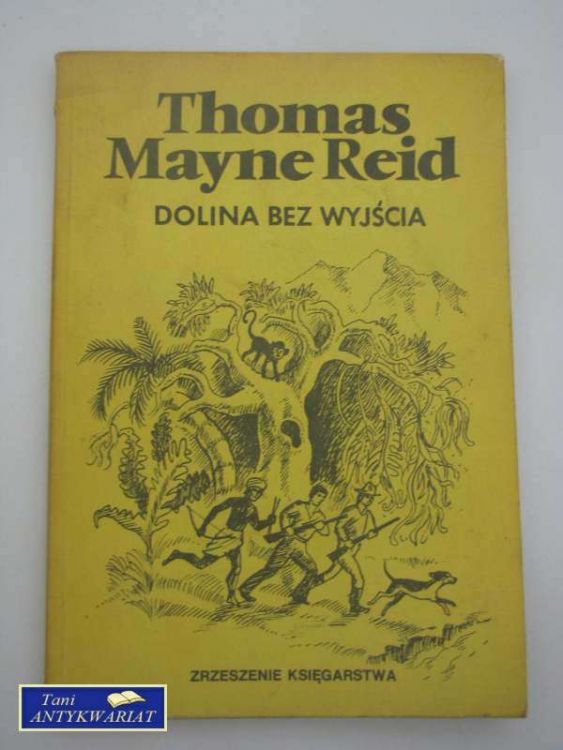 Thomas
Mayne Reid
DOLINA BEZ WYJŚCIA
ZRZESZENIE KSIĘGARSTWA
Tani
ANTYKWARIAT